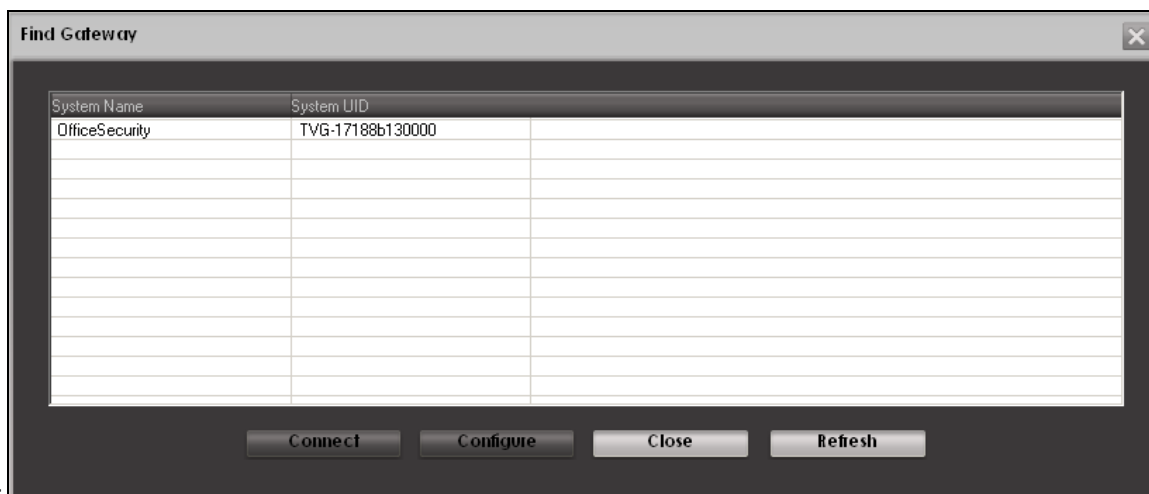 Find Gateway
System Name System UID
OfficeSecurity TVG-17188b130000
Connect Configure Close Refresh